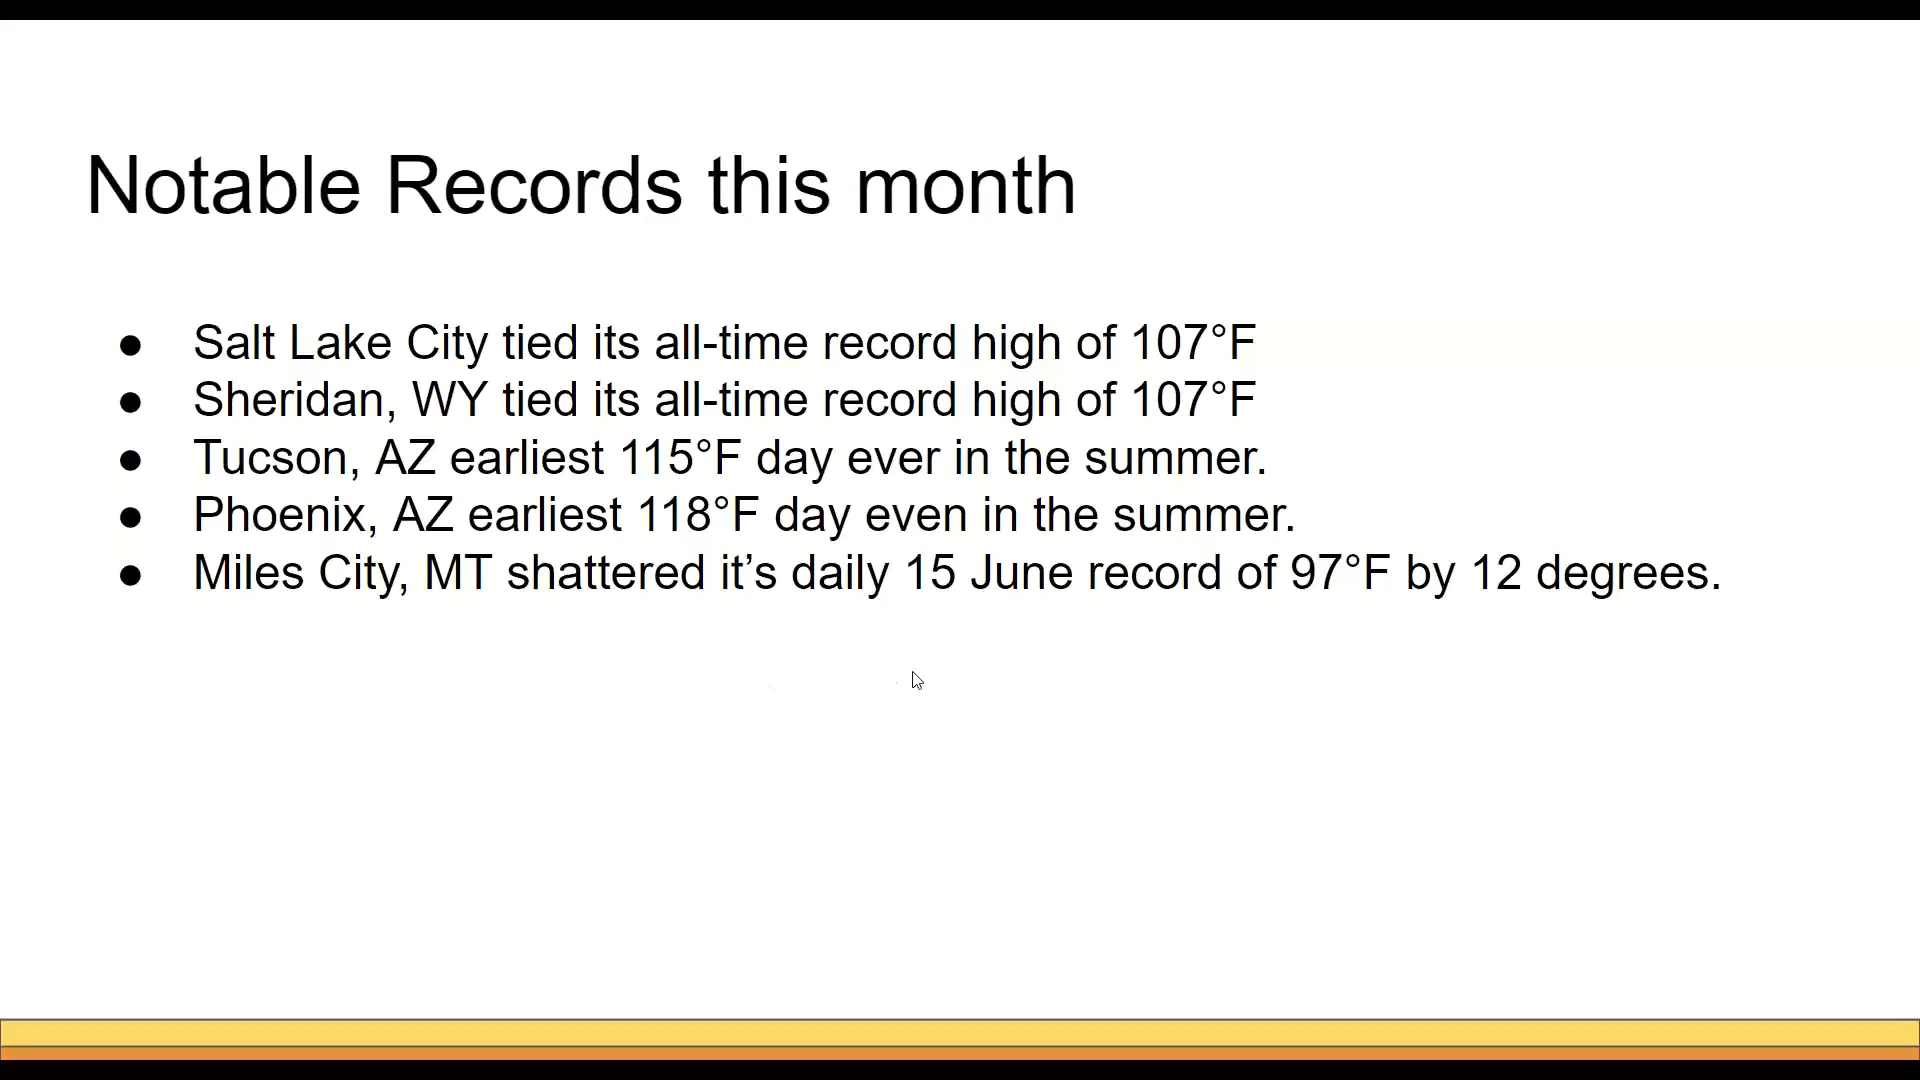 Notable Records this month
● Salt Lake City tied its all-time record high of 107°F
● Sheridan, WY tied its all-time record high of 107°F
● Tucson, AZ earliest 115°F day ever in the summer.
● Phoenix, AZ earliest 118°F day even in the summer.
● Miles City, MT shattered it’s daily 15 June record of 97°F by 12 degrees.